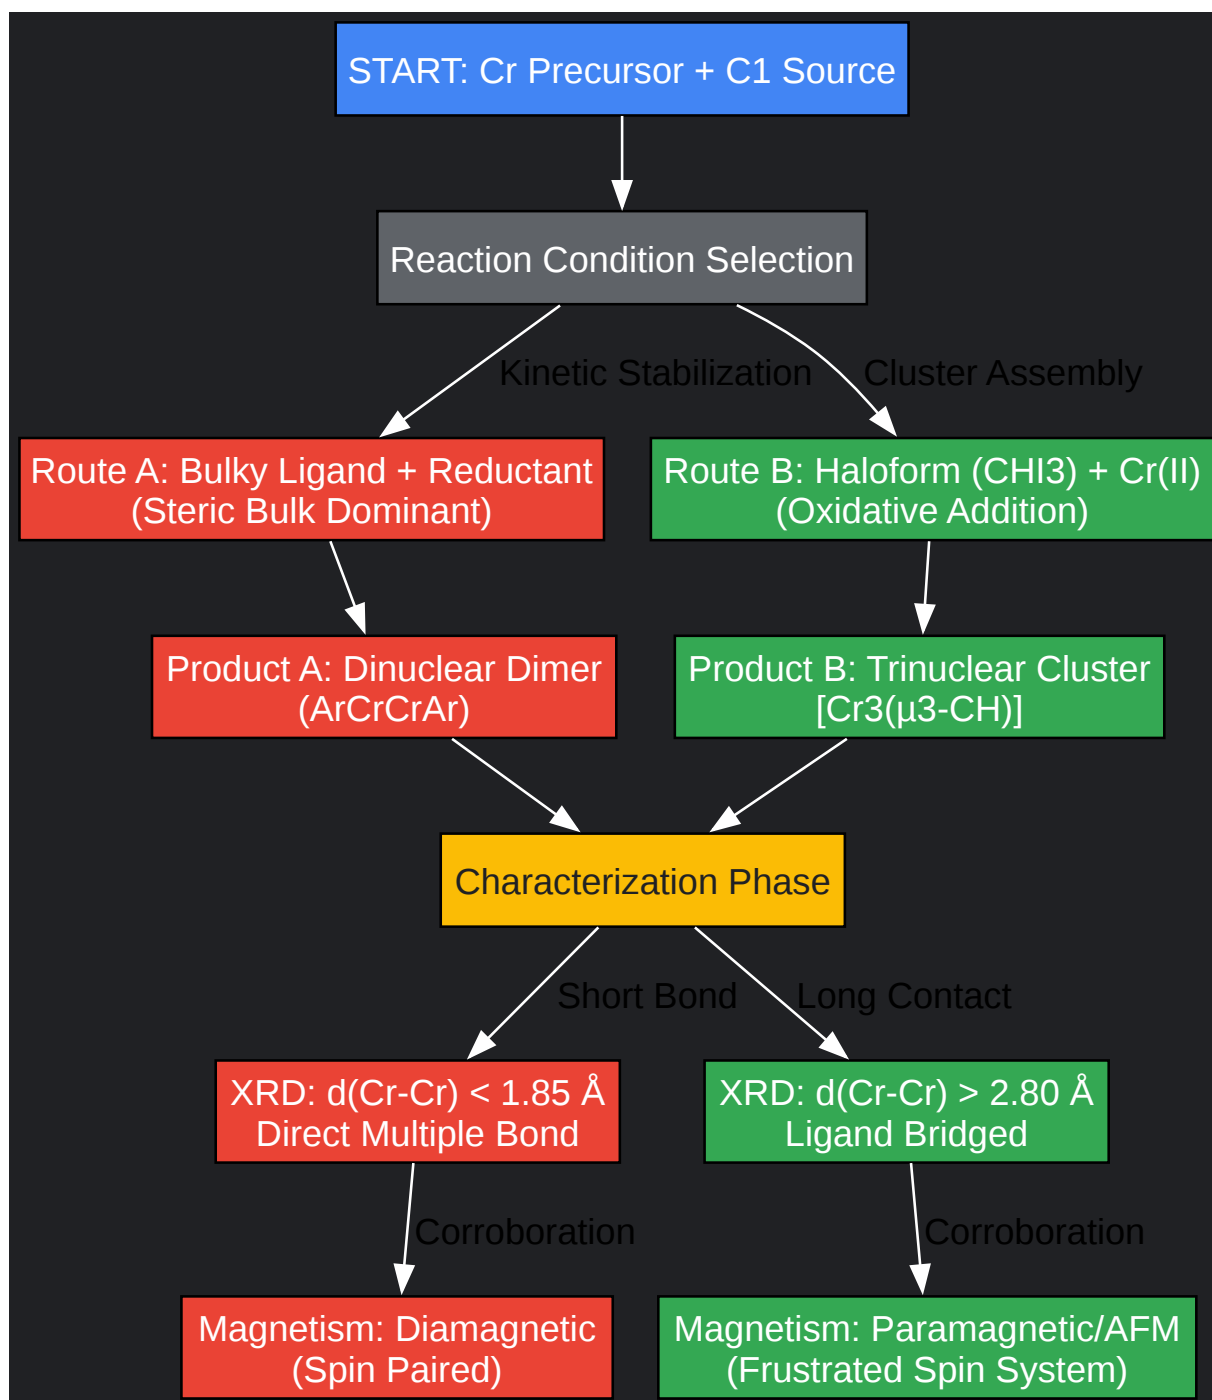 START: Cr Precursor + C1 Source
Reaction Condition Selection
Kinetic Stabilization
Cluster Assembly
Route A: Bulky Ligand + Reductant
(Steric Bulk Dominant)
Route B: Haloform (CHI3) + Cr(II)
(Oxidative Addition)
Product A: Dinuclear Dimer
(ArCrCrAr)
Product B: Trinuclear Cluster
[Cr3(µ3-CH)]
Characterization Phase
Short Bond
Long Contact
XRD: d(Cr-Cr) < 1.85 Å
Direct Multiple Bond
XRD: d(Cr-Cr) > 2.80 Å
Ligand Bridged
Corroboration
Corroboration
Magnetism: Diamagnetic
(Spin Paired)
Magnetism: Paramagnetic/AFM
(Frustrated Spin System)